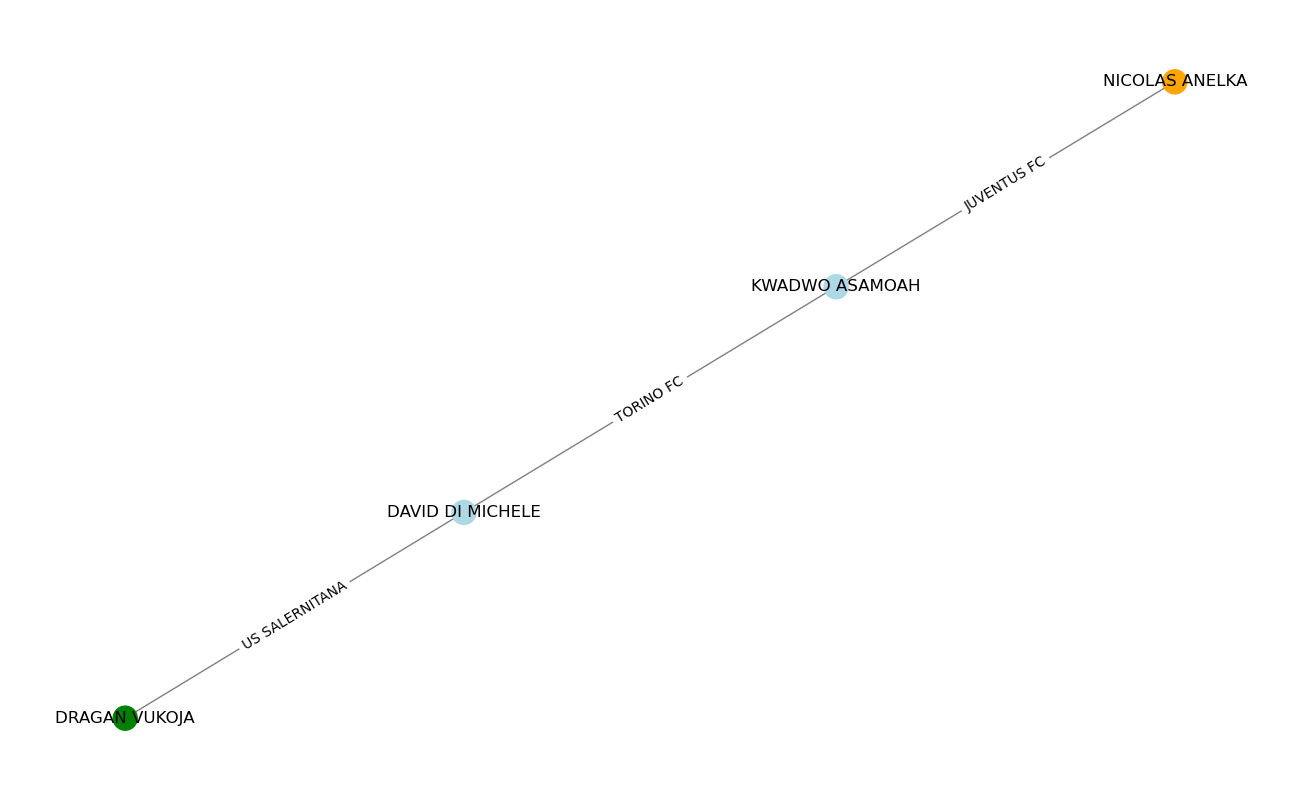 NICOLAS ANELKA
JUVENTUS FC
KWADWO ASAMOAH
TORINO FC
DAVID DI MICHELE
US SALERNITANA
DRAGAN VUKOJA